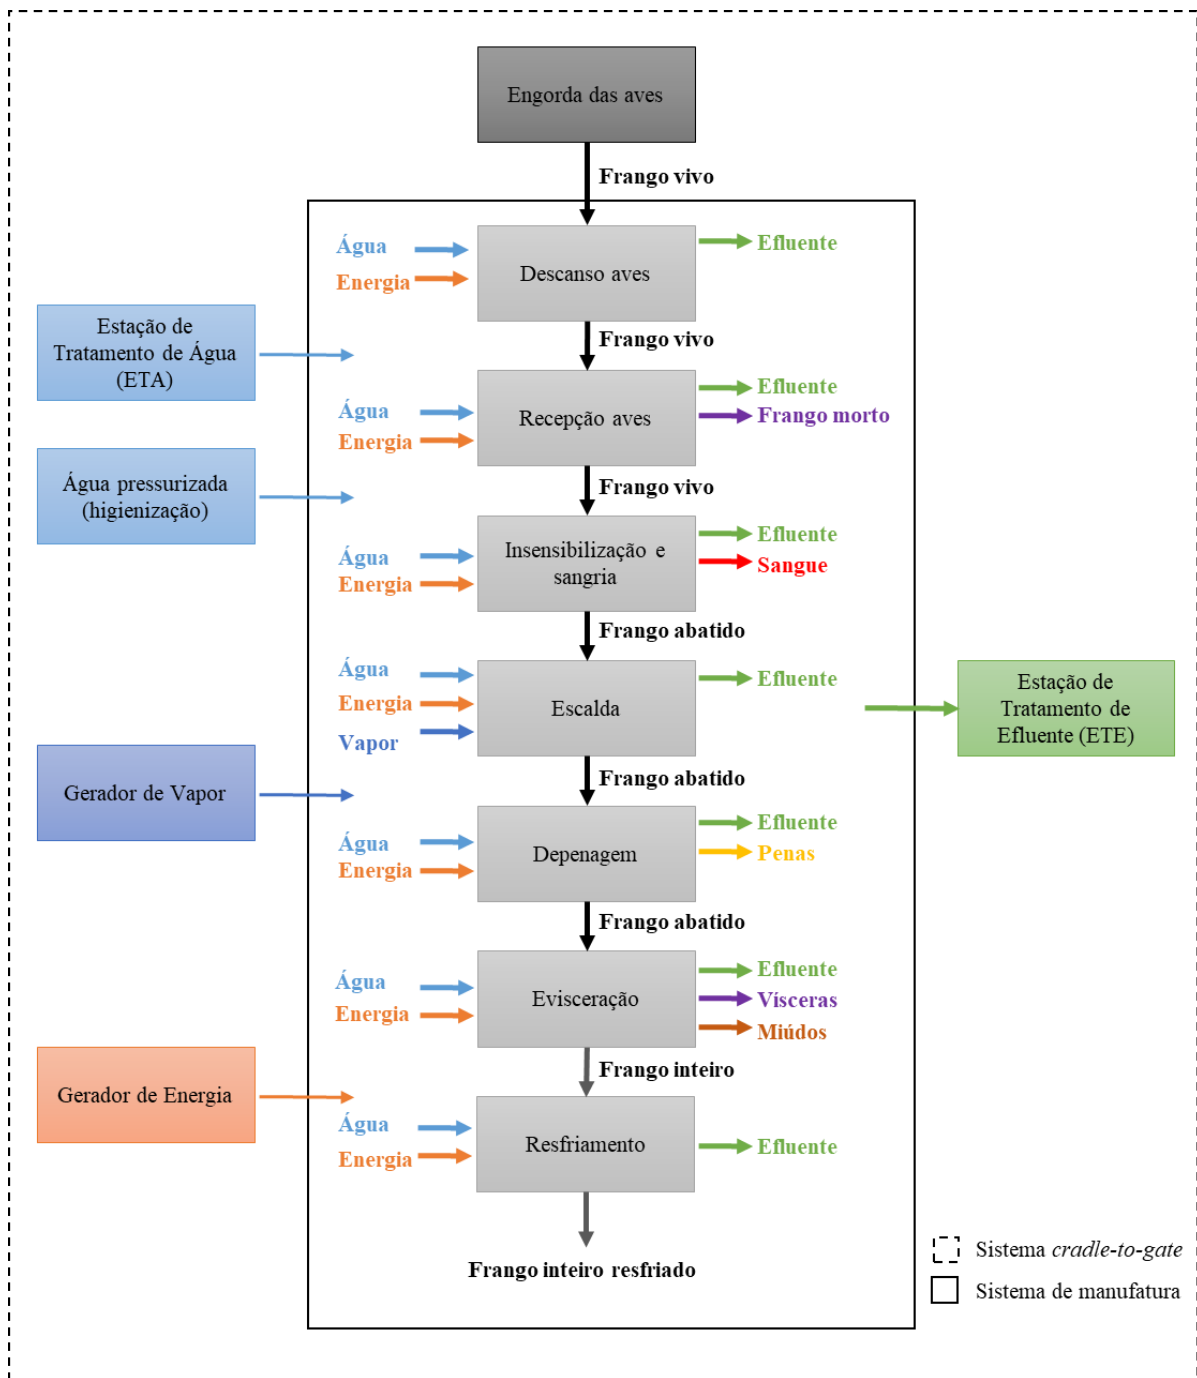 Engorda das aves
Frango vivo
Água
Energia
Descanso aves
Efluente
Frango vivo
Estação de
Tratamento de Água
(ETA)
Água
Energia
Recepção aves
Efluente
Frango morto
Frango vivo
Água pressurizada
(higienização)
Água
Energia
Insensibilização e
sangria
Efluente
Sangue
Frango abatido
Água
Energia
Vapor
Escalda
Efluente
Estação de
Tratamento de
Efluente (ETE)
Frango abatido
Gerador de Vapor
Água
Energia
Depenagem
Efluente
Penas
Frango abatido
Água
Energia
Evisceração
Efluente
Vísceras
Miúdos
Frango inteiro
Gerador de Energia
Água
Energia
Resfriamento
Efluente
Frango inteiro resfriado
Sistema cradle-to-gate
Sistema de manufatura